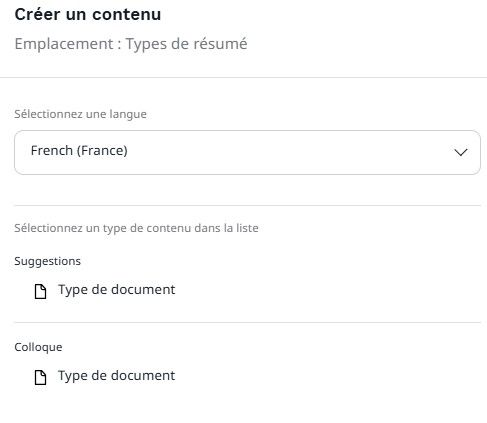 Créer un contenu
Emplacement : Types de résumé
Sélectionnez une langue
French (France)
Sélectionnez un type de contenu dans la liste
Suggestions
Type de document
Colloque
Type de document